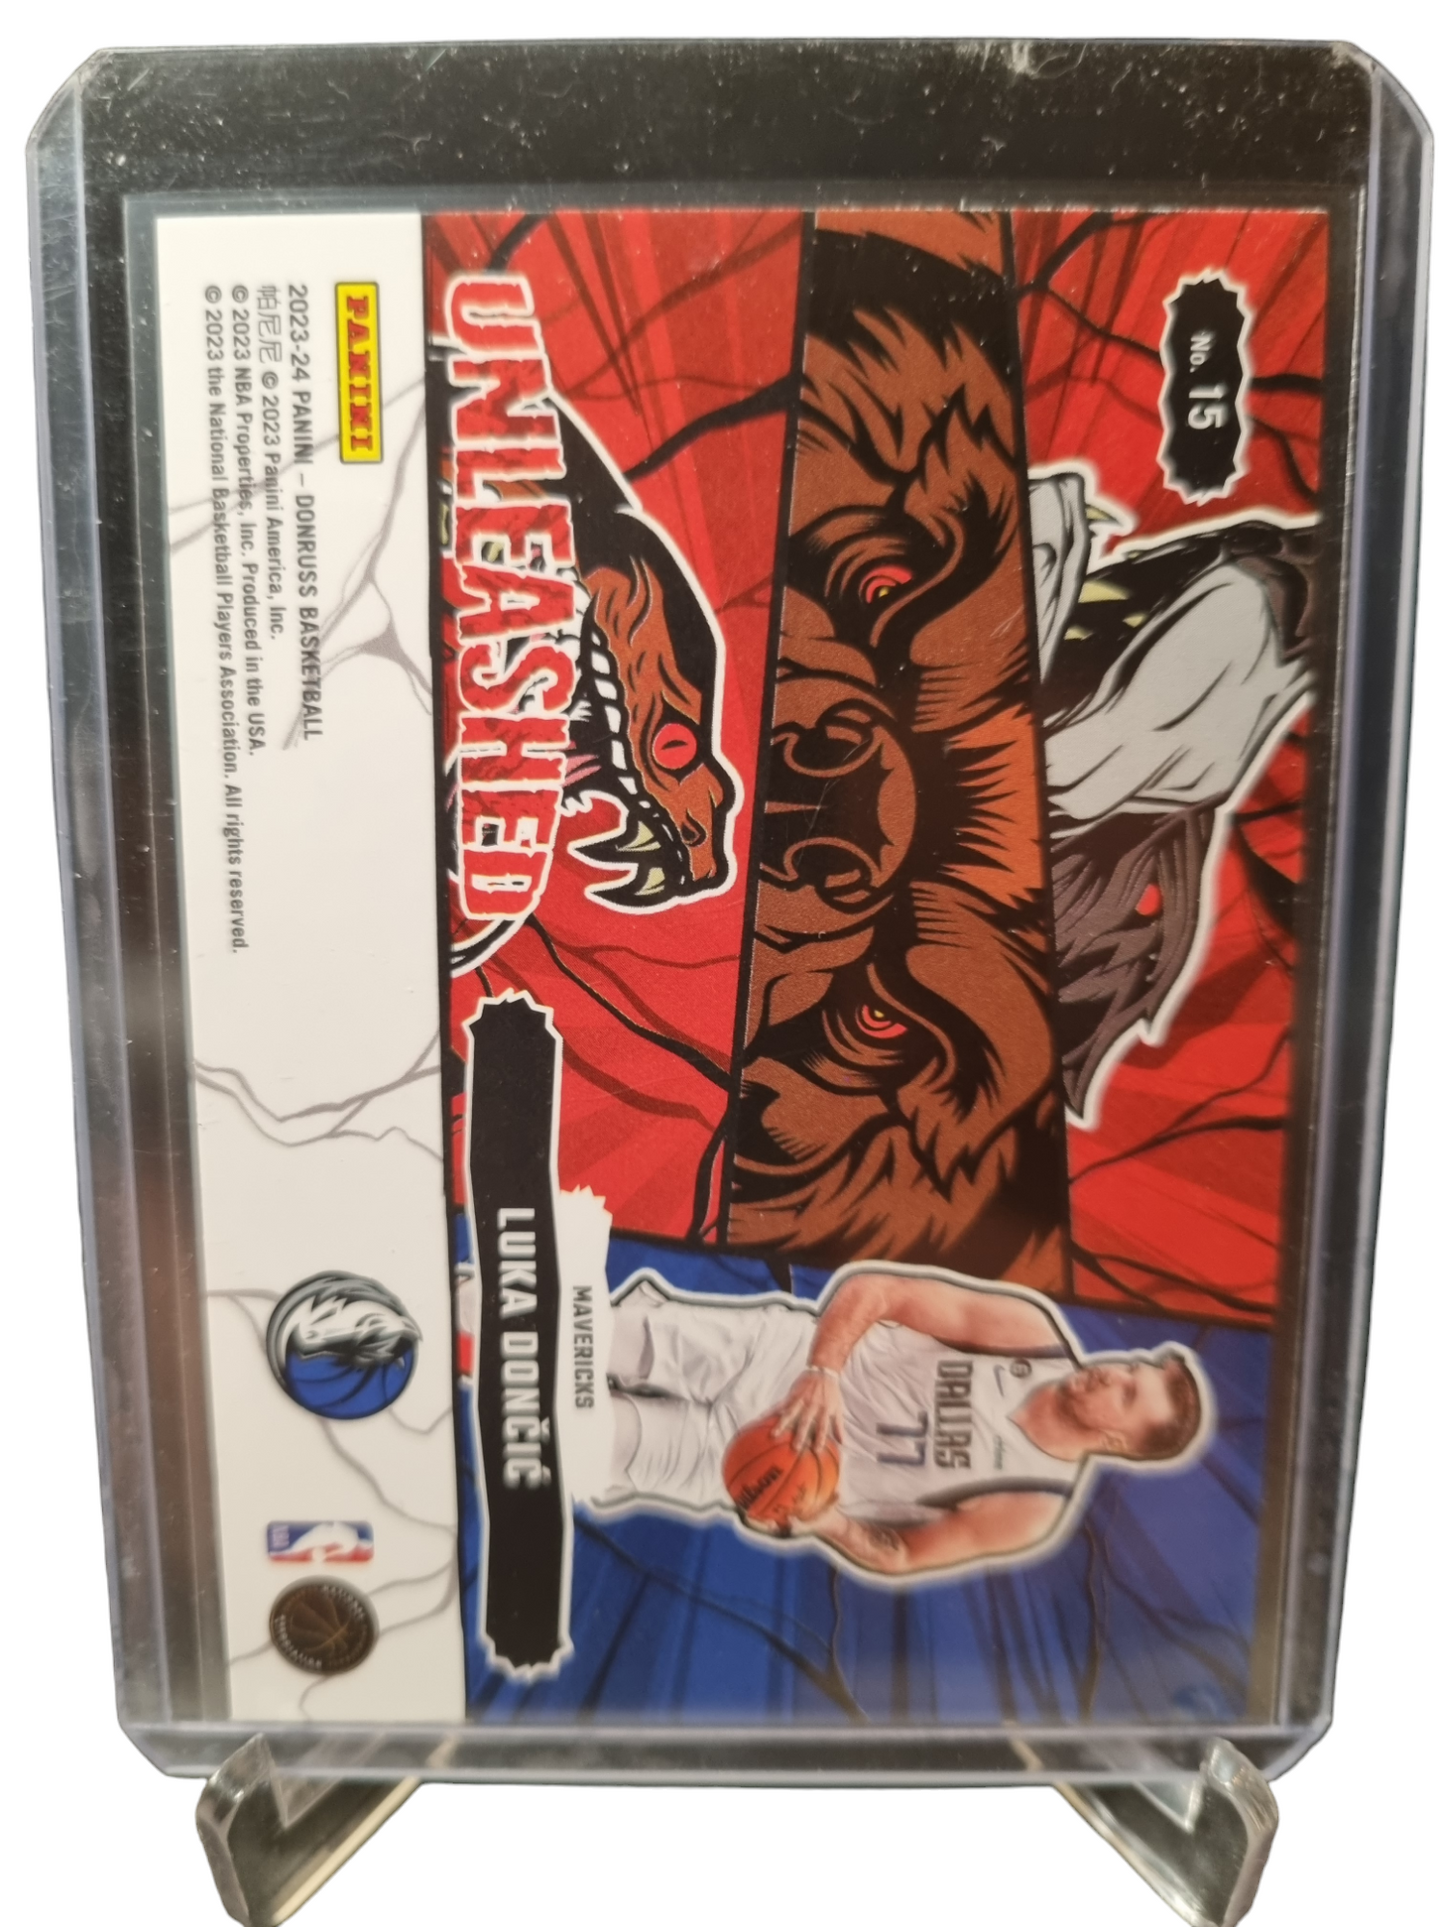 No. 15
UNLEASHED
DALLAS
77
Wilson
MAVERICKS
LUKA DONČIĆ
PANINI
2023-24 PANINI – DONRUSS BASKETBALL
帕尼尼 © 2023 Panini America, Inc.
© 2023 NBA Properties, Inc. Produced in the USA.
© 2023 the National Basketball Players Association. All rights reserved.